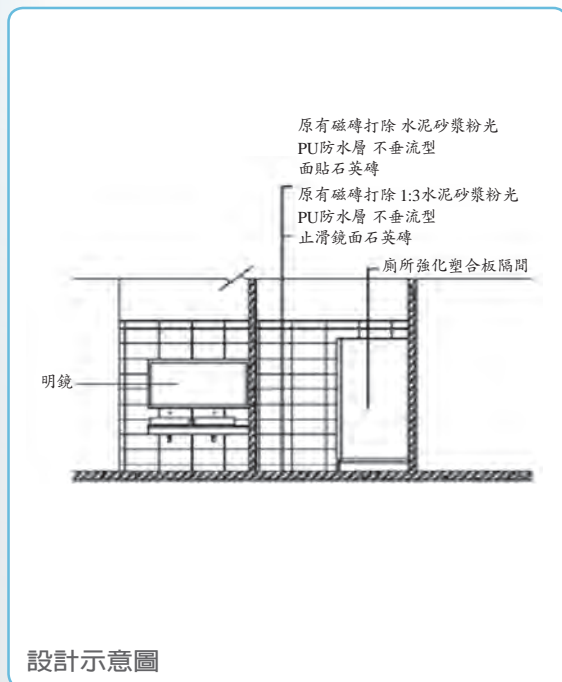 原有磁磚打除 水泥砂漿粉光
PU防水層 不垂流型
面貼石英磚
原有磁磚打除 1:3水泥砂漿粉光
PU防水層 不垂流型
止滑鏡面石英磚
廁所強化塑合板隔間
明鏡
設計示意圖